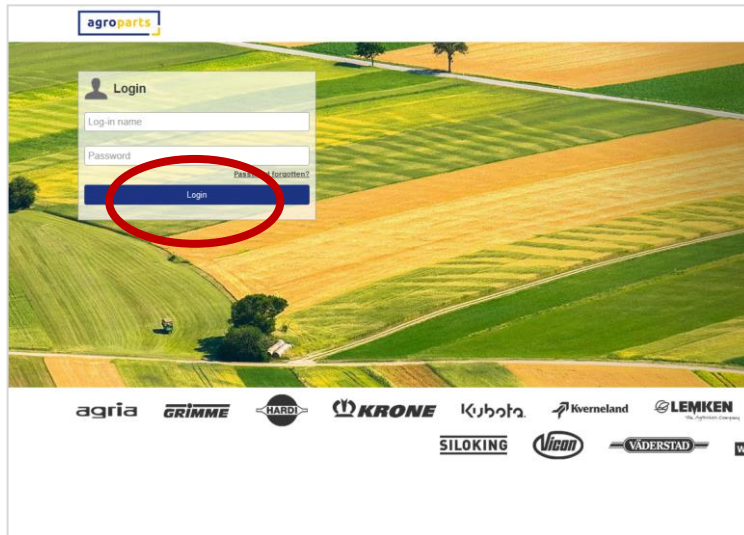 agroparts
Login
Log-in name
Password
Password forgotten?
Login
agria GRIMME HARDI KRONE Kubota Kverneland LEMKEN
The Agrovision Company
SILOKING Vicon VÄDERSTAD W